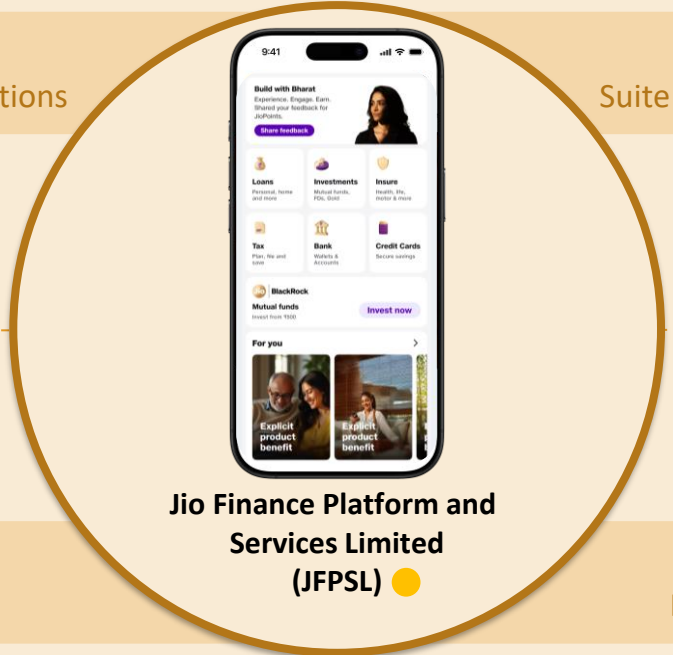 tions
Suite
9:41
Build with Bharat
Experience. Engage. Earn.
Shared your feedback for
JioPoints.
Share feedback
Loans
Personal, home
and more
Investments
Mutual funds,
FDs, Gold
Insure
Health, life,
motor & more
Tax
Plan, file and
save
Bank
Wallets &
Accounts
Credit Cards
Secure savings
BlackRock
Mutual funds
Invest from ₹500
Invest now
For you
Explicit
product
benefit
Explicit
product
benefit
Jio Finance Platform and
Services Limited
(JFPSL)